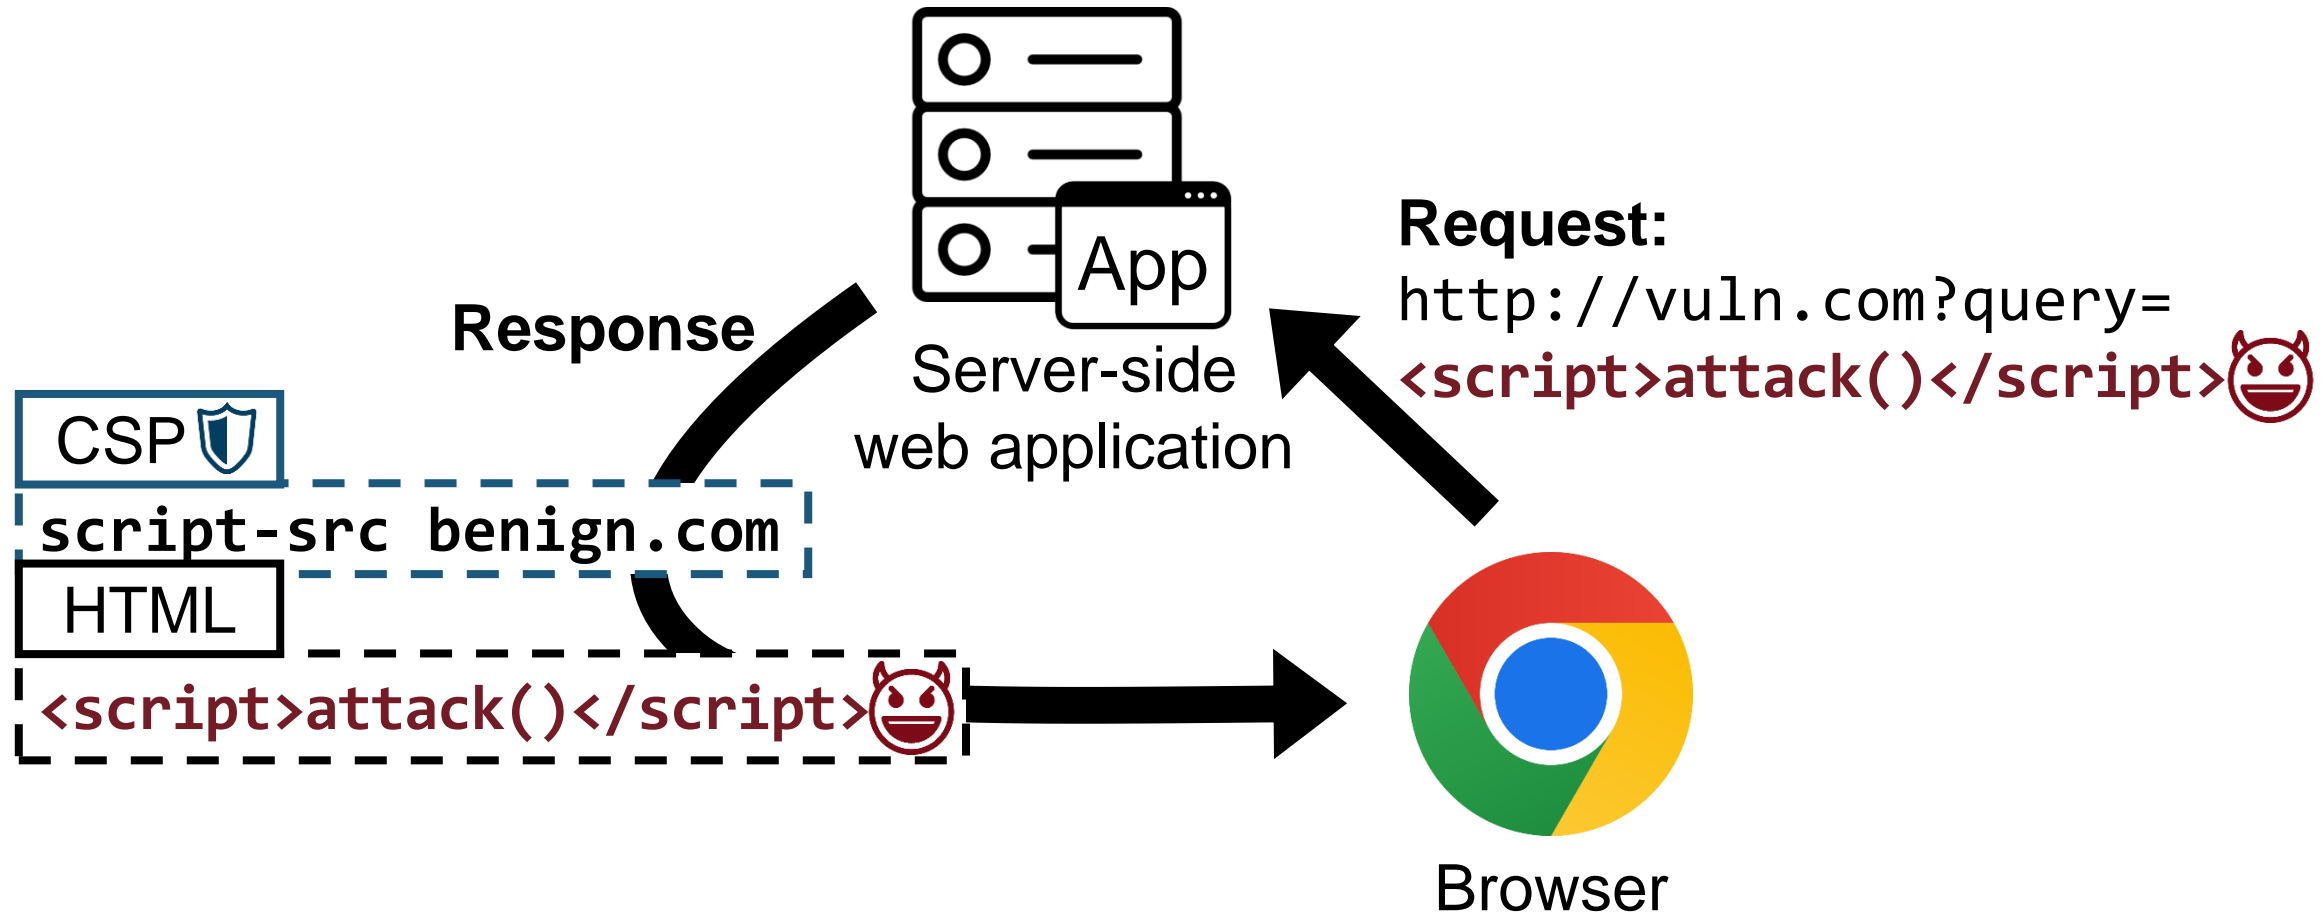 App
Server-side
web application
Request:
http://vuln.com?query=
<script>attack()</script>
Response
CSP
script-src benign.com
HTML
<script>attack()</script>
Browser